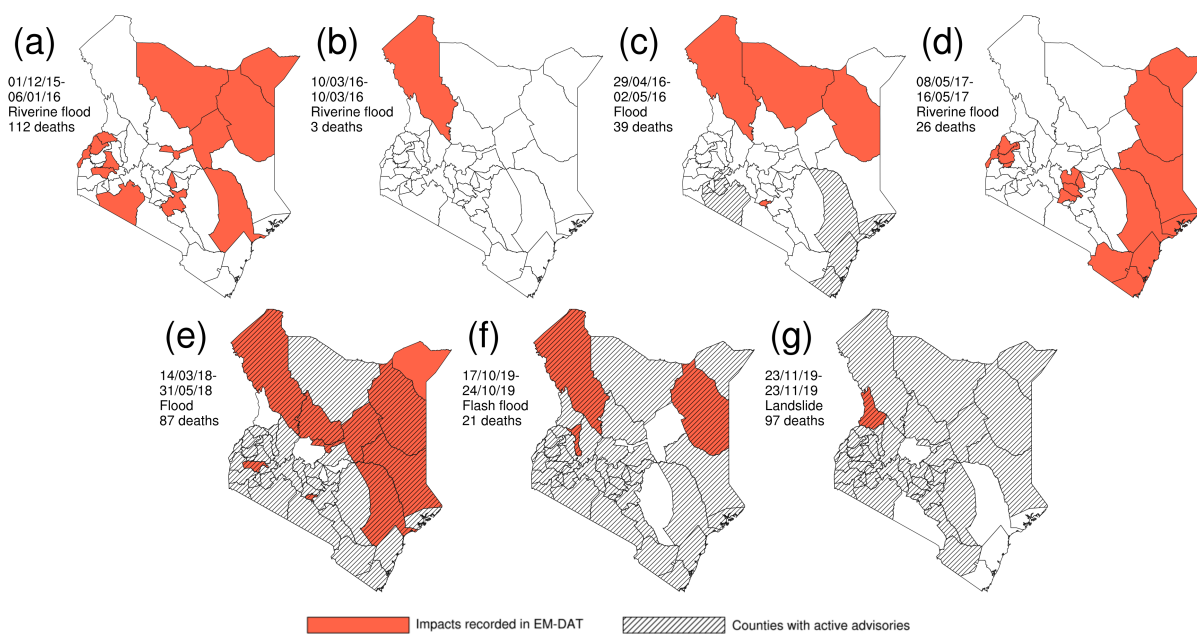 (a)
01/12/15-
06/01/16
Riverine flood
112 deaths
(b)
10/03/16-
10/03/16
Riverine flood
3 deaths
(c)
29/04/16-
02/05/16
Flood
39 deaths
(d)
08/05/17-
16/05/17
Riverine flood
26 deaths
(e)
14/03/18-
31/05/18
Flood
87 deaths
(f)
17/10/19-
24/10/19
Flash flood
21 deaths
(g)
23/11/19-
23/11/19
Landslide
97 deaths
Impacts recorded in EM-DAT
Counties with active advisories